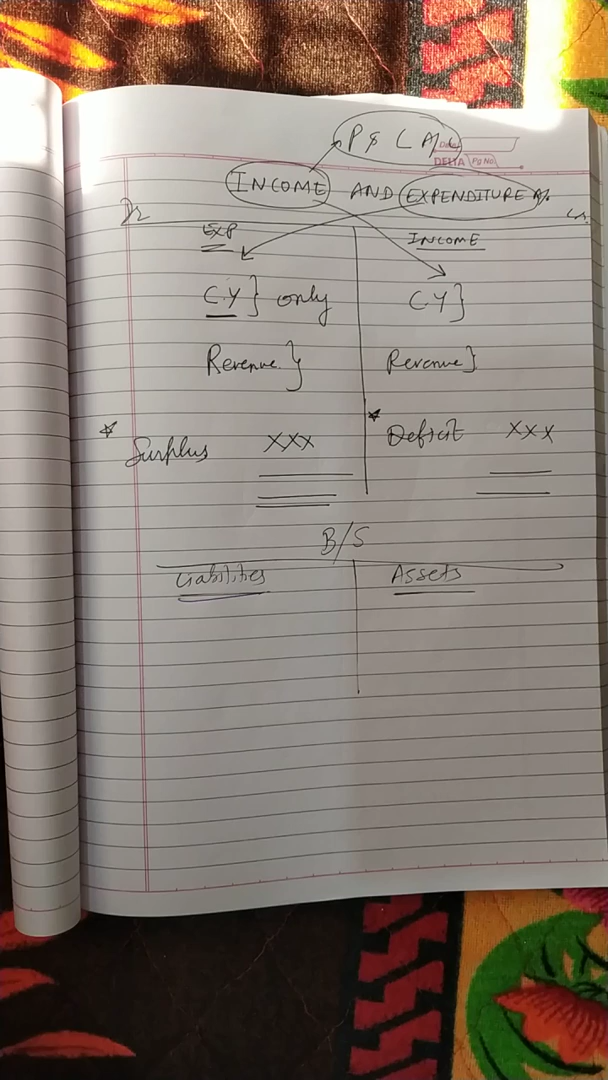 P & L A/c
DELTA Pg No.
INCOME AND EXPENDITURE A/c
Dr Cr.
EXP INCOME
C.Y } only C.Y }
Revenue } Revenue }
* Surplus XXX * Deficit XXX
B/S
Liabilities Assets